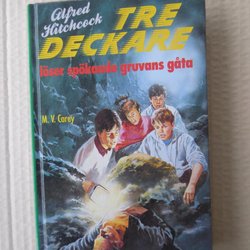 Alfred
Hitchcock
TRE
DECKARE
löser spökande gruvans gåta
M. V. Carey